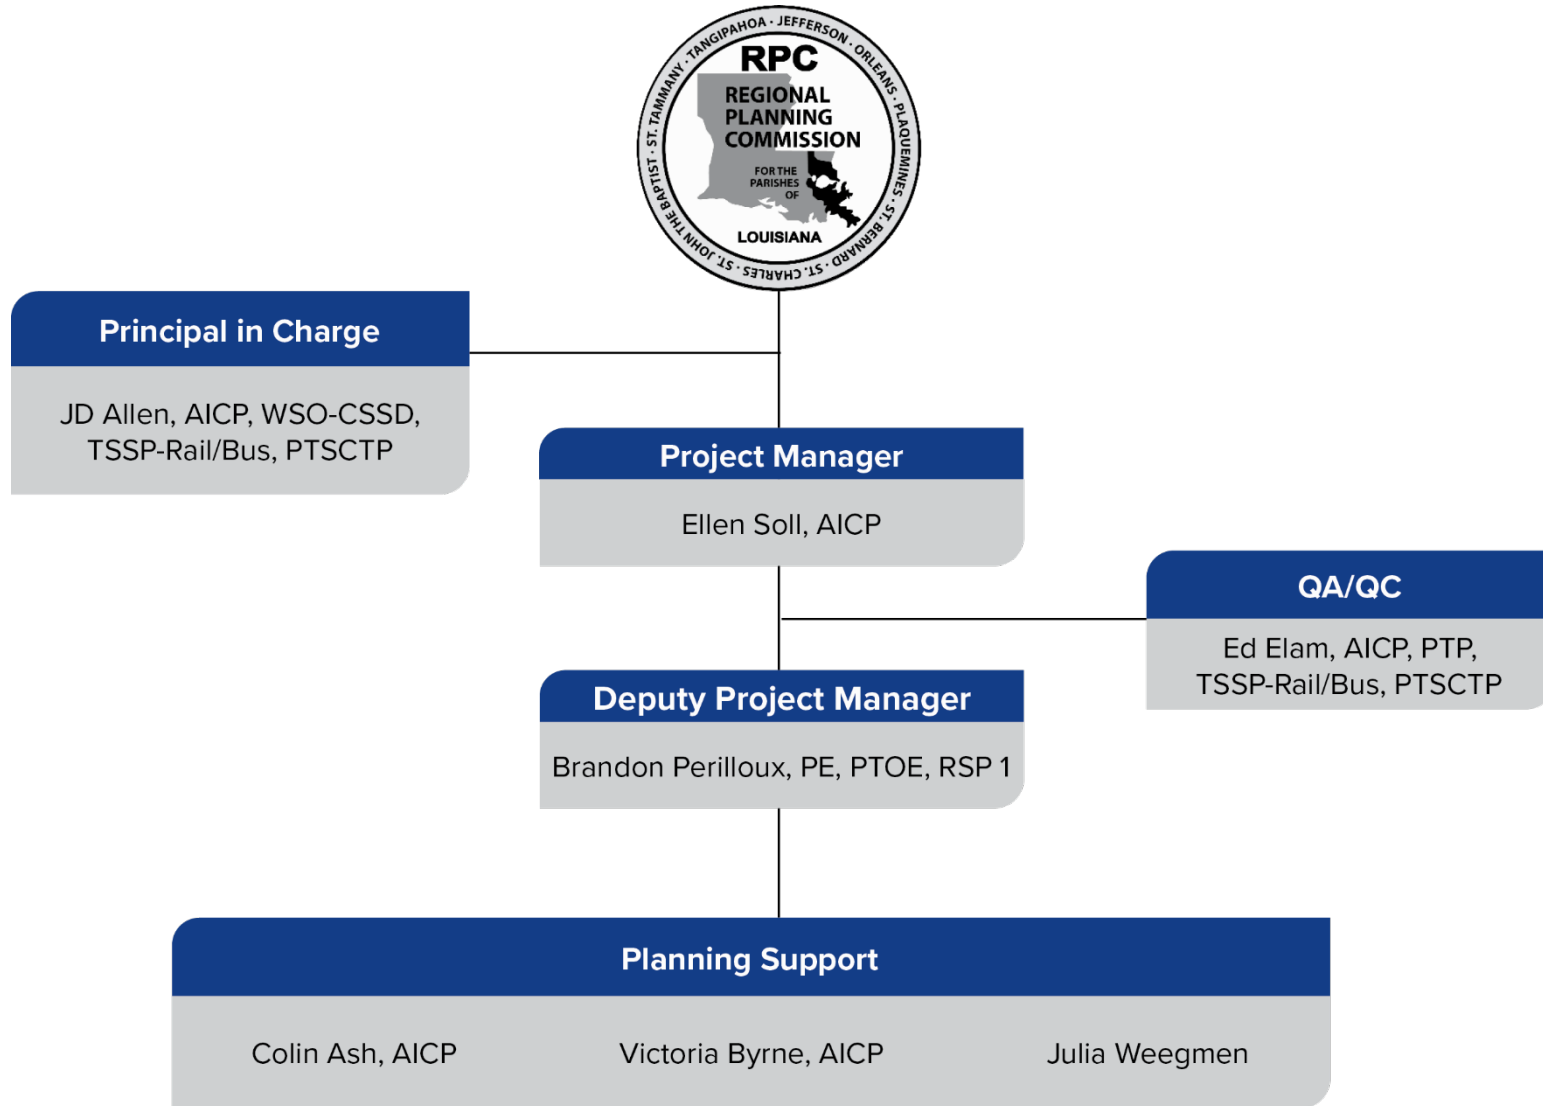 ST. JOHN THE BAPTIST · ST. TAMMANY · TANGIPAHOA · JEFFERSON · ORLEANS · PLAQUEMINES · ST. BERNARD · ST. CHARLES ·
RPC
REGIONAL
PLANNING
COMMISSION
FOR THE
PARISHES
OF
LOUISIANA
Principal in Charge
JD Allen, AICP, WSO-CSSD,
TSSP-Rail/Bus, PTSCTP
Project Manager
Ellen Soll, AICP
QA/QC
Ed Elam, AICP, PTP,
TSSP-Rail/Bus, PTSCTP
Deputy Project Manager
Brandon Perilloux, PE, PTOE, RSP 1
Planning Support
Colin Ash, AICP
Victoria Byrne, AICP
Julia Weegmen